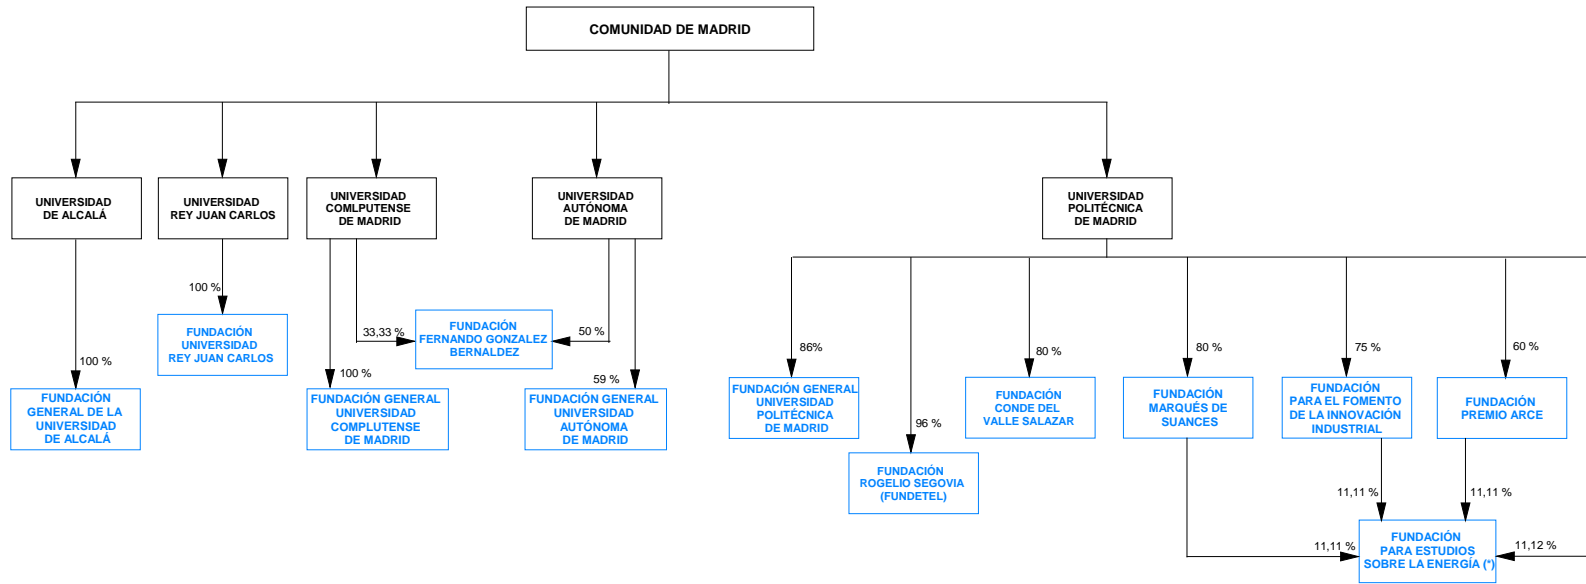 COMUNIDAD DE MADRID
UNIVERSIDAD
DE ALCALÁ
UNIVERSIDAD
REY JUAN CARLOS
UNIVERSIDAD
COMLPUTENSE
DE MADRID
UNIVERSIDAD
AUTÓNOMA
DE MADRID
UNIVERSIDAD
POLITÉCNICA
DE MADRID
100 %
FUNDACIÓN
UNIVERSIDAD
REY JUAN CARLOS
33,33 %
FUNDACIÓN
FERNANDO GONZALEZ
BERNALDEZ
50 %
100 %
FUNDACIÓN
GENERAL DE LA
UNIVERSIDAD
DE ALCALÁ
100 %
FUNDACIÓN GENERAL
UNIVERSIDAD
COMPLUTENSE
DE MADRID
59 %
FUNDACIÓN GENERAL
UNIVERSIDAD
AUTÓNOMA
DE MADRID
86%
FUNDACIÓN GENERAL
UNIVERSIDAD
POLITÉCNICA
DE MADRID
96 %
FUNDACIÓN
ROGELIO SEGOVIA
(FUNDETEL)
80 %
FUNDACIÓN
CONDE DEL
VALLE SALAZAR
80 %
FUNDACIÓN
MARQUÉS DE
SUANCES
75 %
FUNDACIÓN
PARA EL FOMENTO
DE LA INNOVACIÓN
INDUSTRIAL
60 %
FUNDACIÓN
PREMIO ARCE
11,11 %
11,11 %
11,11 %
FUNDACIÓN
PARA ESTUDIOS
SOBRE LA ENERGÍA (*)
11,12 %